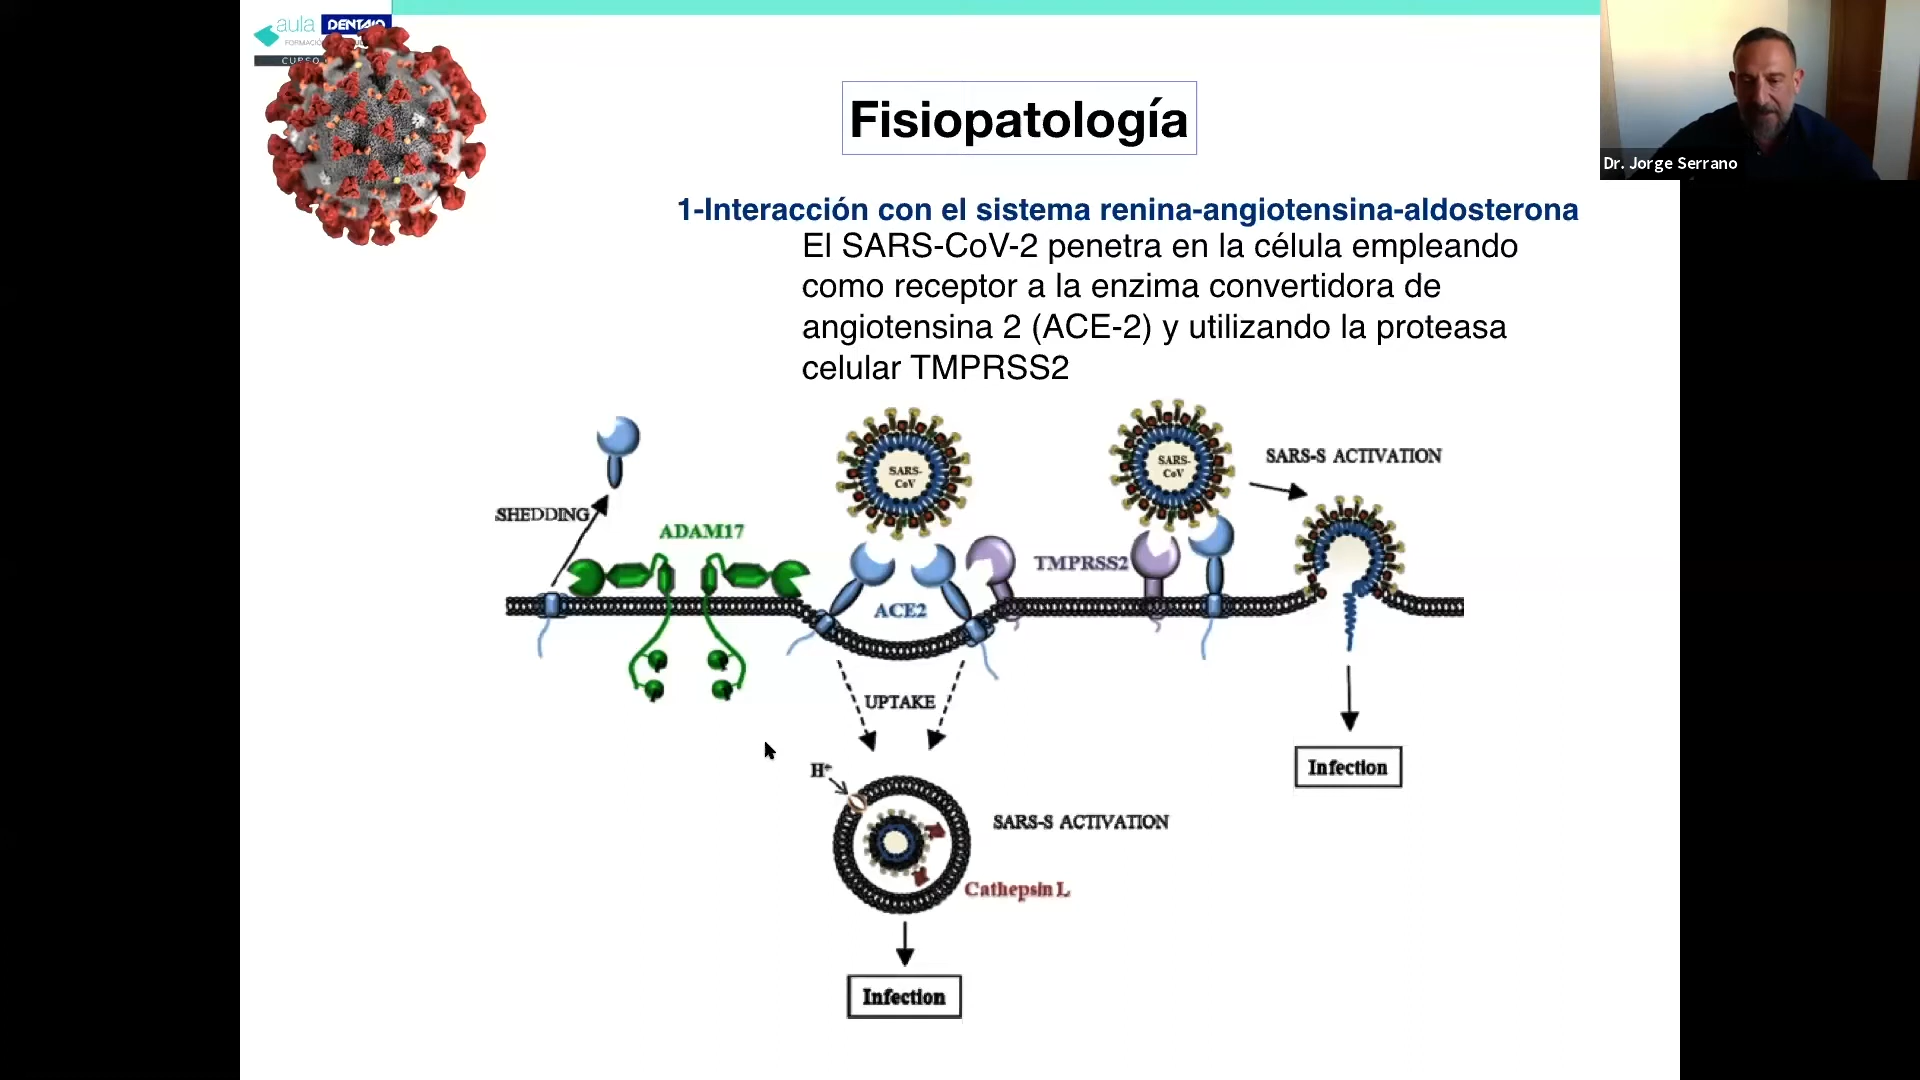 aula DENTAID
CURSO
Dr. Jorge Serrano
Fisiopatología
1-Interacción con el sistema renina-angiotensina-aldosterona
El SARS-CoV-2 penetra en la célula empleando
como receptor a la enzima convertidora de
angiotensina 2 (ACE-2) y utilizando la proteasa
celular TMPRSS2
SHEDDING
ADAM17
SARS-
CoV
ACE2
TMPRSS2
SARS-
CoV
SARS-S ACTIVATION
UPTAKE
Infection
H+
SARS-S ACTIVATION
Cathepsin L
Infection